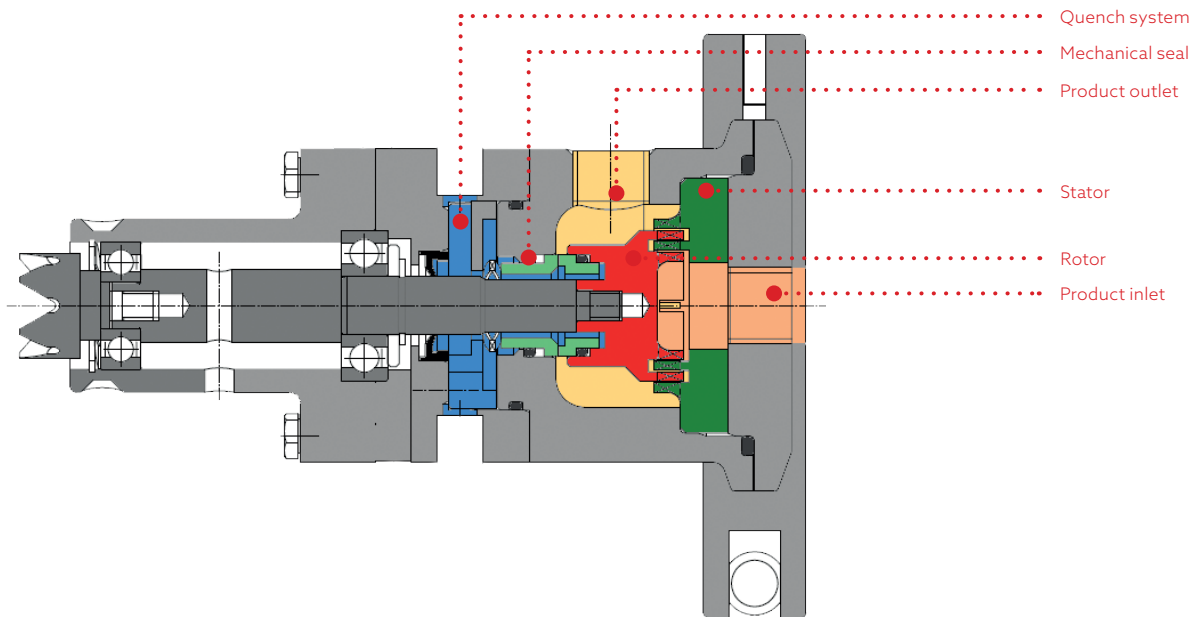 Quench system
Mechanical seal
Product outlet
Stator
Rotor
Product inlet